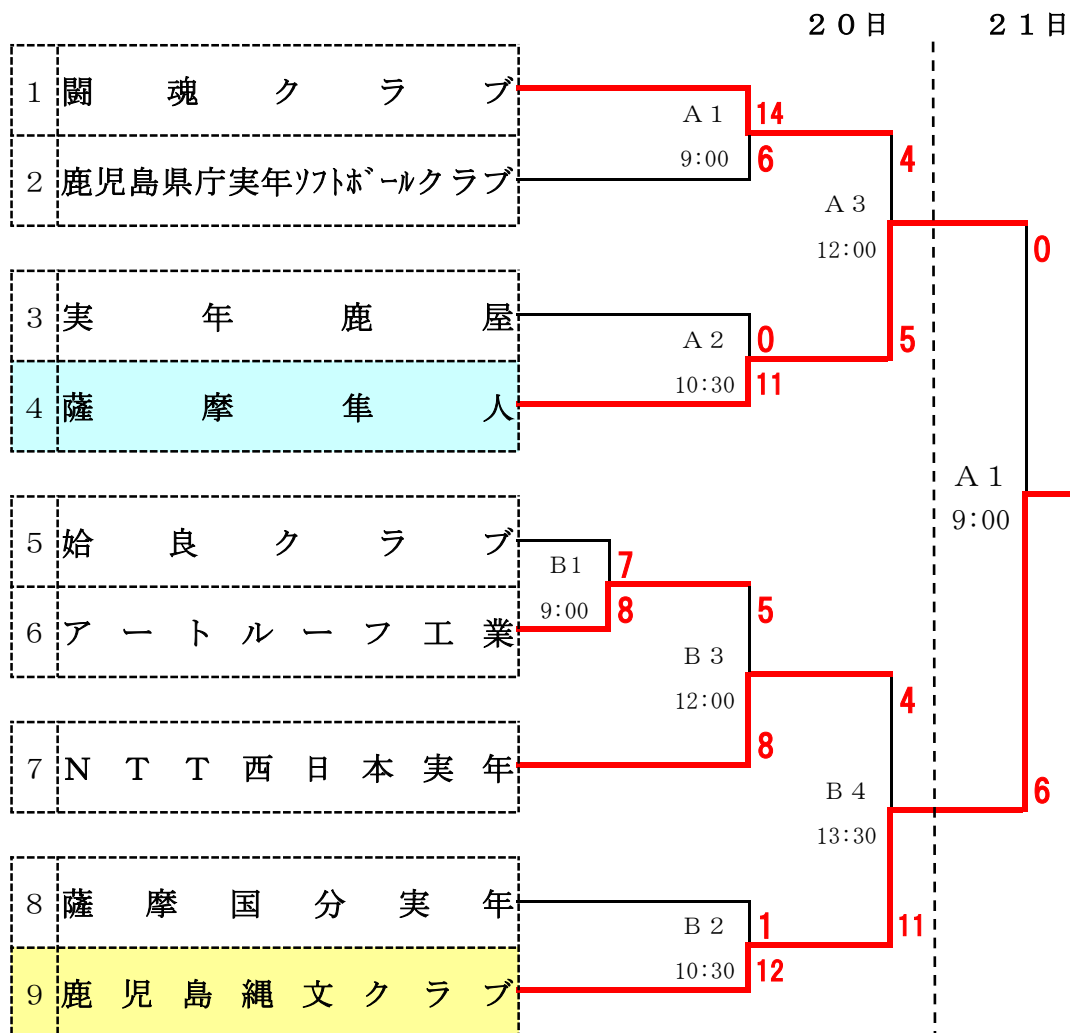 ２０日 ２１日
1 闘魂クラブ
A 1 14
9:00 6
2 鹿児島県庁実年ｿﾌﾄﾎﾞｰﾙクラブ
4
A 3
12:00
0
3 実年鹿屋
A 2 0
5
10:30 11
4 薩摩隼人
A 1
9:00
5 姶良クラブ
B1 7
9:00 8
5
6 アートルーフ工業
B 3
12:00
4
8
7 ＮＴＴ西日本実年
B 4
6
13:30
8 薩摩国分実年
B 2 1
11
10:30 12
9 鹿児島縄文クラブ